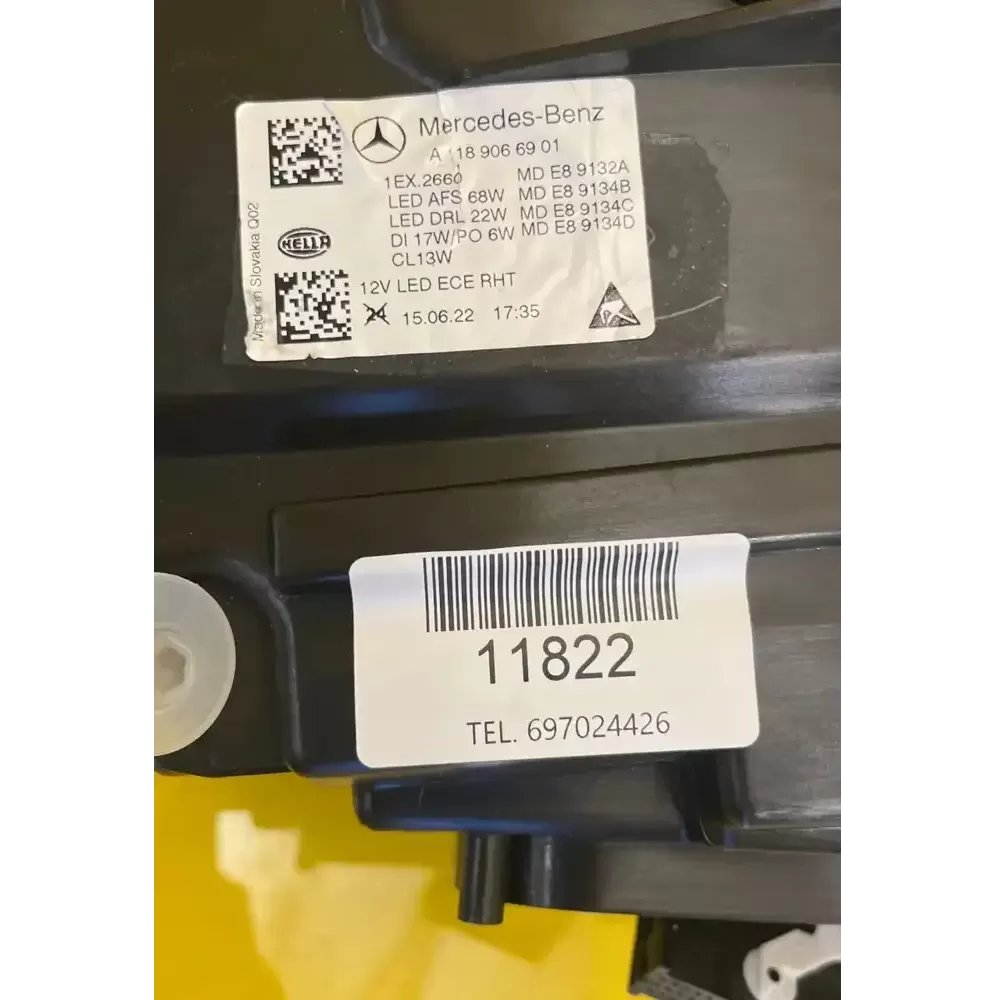 Mercedes-Benz
A 118 906 69 01
1EX.2660 MD E8 9132A
LED AFS 68W MD E8 9134B
LED DRL 22W MD E8 9134C
DI 17W/PO 6W MD E8 9134D
CL13W
HELLA
Made in Slovakia Q02
12V LED ECE RHT
24 15.06.22 17:35
11822
TEL. 697024426